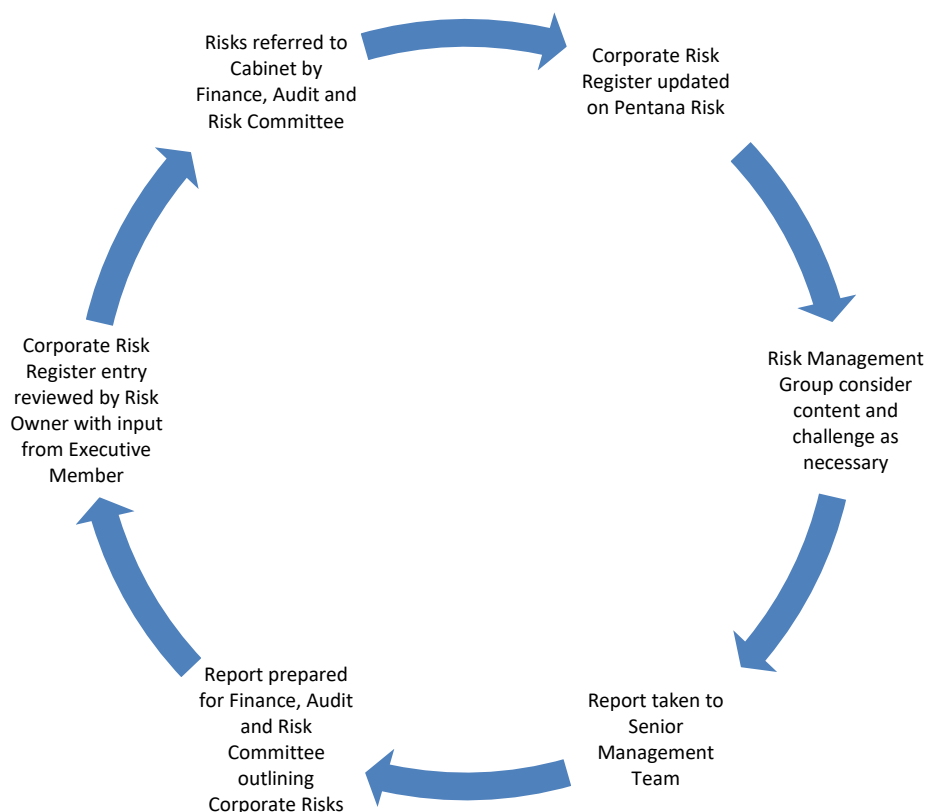 Risks referred to
Cabinet by
Finance, Audit and
Risk Committee
Corporate Risk
Register updated
on Pentana Risk
Risk Management
Group consider
content and
challenge as
necessary
Report taken to
Senior
Management
Team
Report prepared
for Finance, Audit
and Risk
Committee
outlining
Corporate Risks
Corporate Risk
Register entry
reviewed by Risk
Owner with input
from Executive
Member